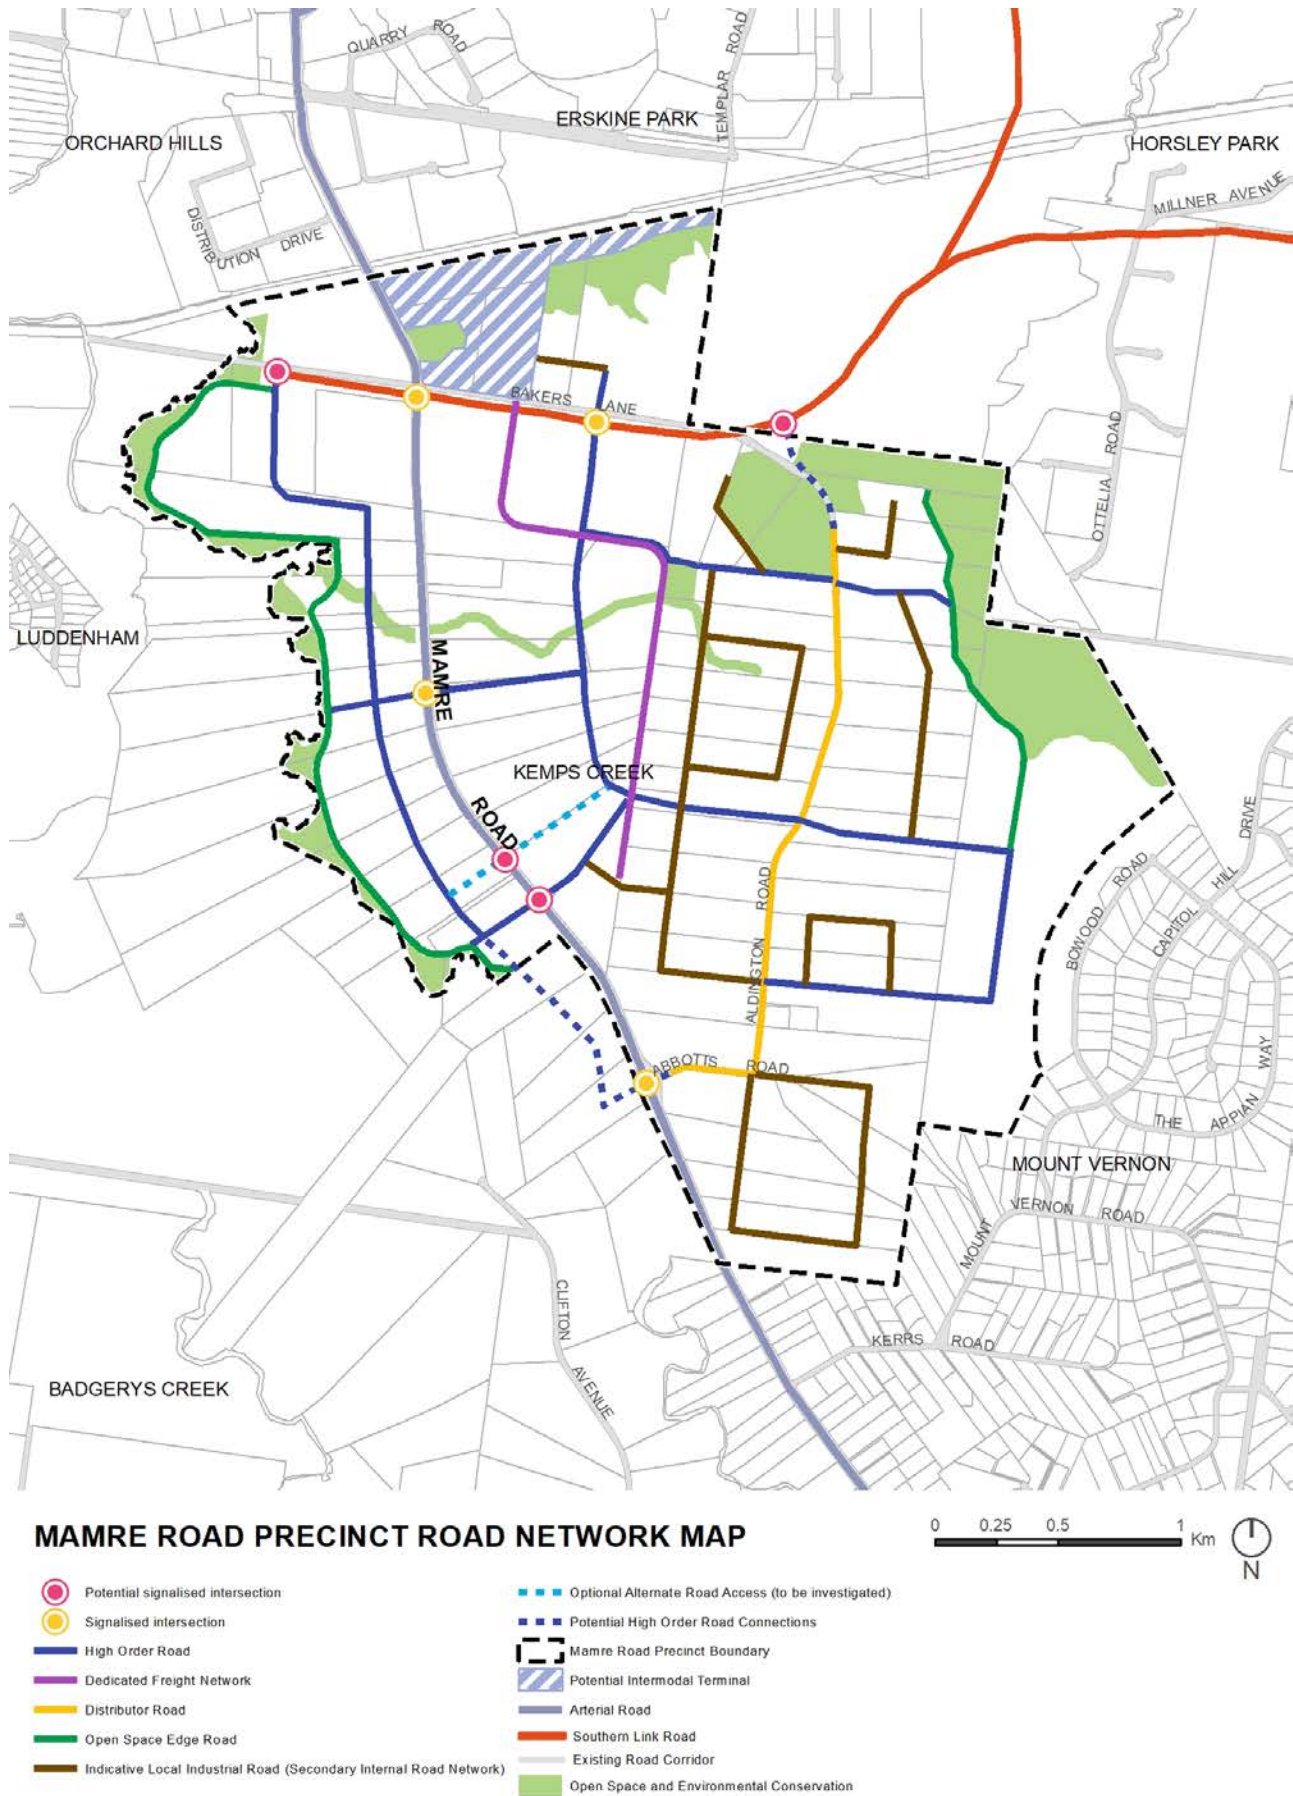 QUARRY ROAD
TEMPLAR ROAD
ERSKINE PARK
ORCHARD HILLS
HORSLEY PARK
MILLNER AVENUE
DISTRIBUTION DRIVE
BAKERS LANE
OTTELIA ROAD
LUDDENHAM
MAMRE ROAD
KEMPS CREEK
ALDINGTON ROAD
BOWOOD ROAD
CAPITOL HILL DRIVE
ABBOTTS ROAD
THE APPIAN WAY
MOUNT VERNON
MOUNT VERNON ROAD
CLIFTON AVENUE
KERRS ROAD
BADGERYS CREEK
MAMRE ROAD PRECINCT ROAD NETWORK MAP
0 0.25 0.5 1 Km
N
Potential signalised intersection
Signalised intersection
High Order Road
Dedicated Freight Network
Distributor Road
Open Space Edge Road
Indicative Local Industrial Road (Secondary Internal Road Network)
Optional Alternate Road Access (to be investigated)
Potential High Order Road Connections
Mamre Road Precinct Boundary
Potential Intermodal Terminal
Arterial Road
Southern Link Road
Existing Road Corridor
Open Space and Environmental Conservation